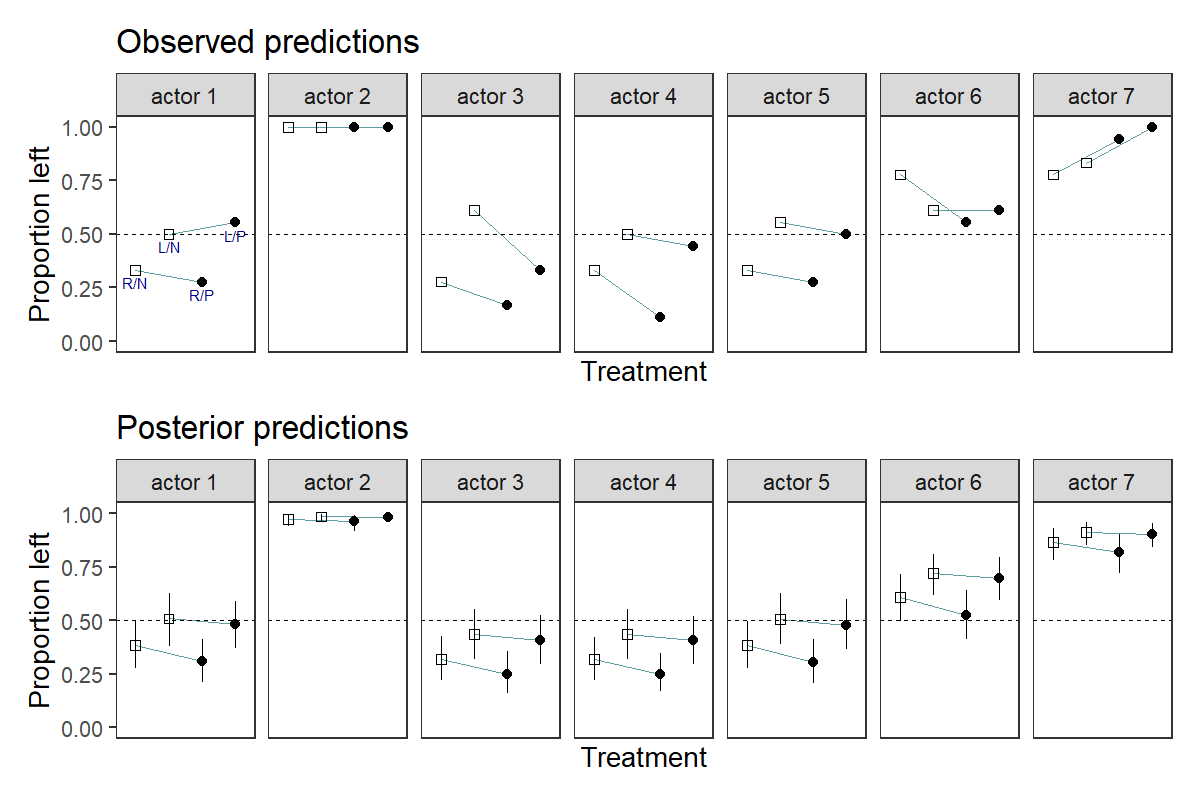 Observed predictions
actor 1 actor 2 actor 3 actor 4 actor 5 actor 6 actor 7
Proportion left
1.00
0.75
0.50
0.25
0.00
L/N
L/P
R/N
R/P
Treatment
Posterior predictions
actor 1 actor 2 actor 3 actor 4 actor 5 actor 6 actor 7
Proportion left
1.00
0.75
0.50
0.25
0.00
Treatment